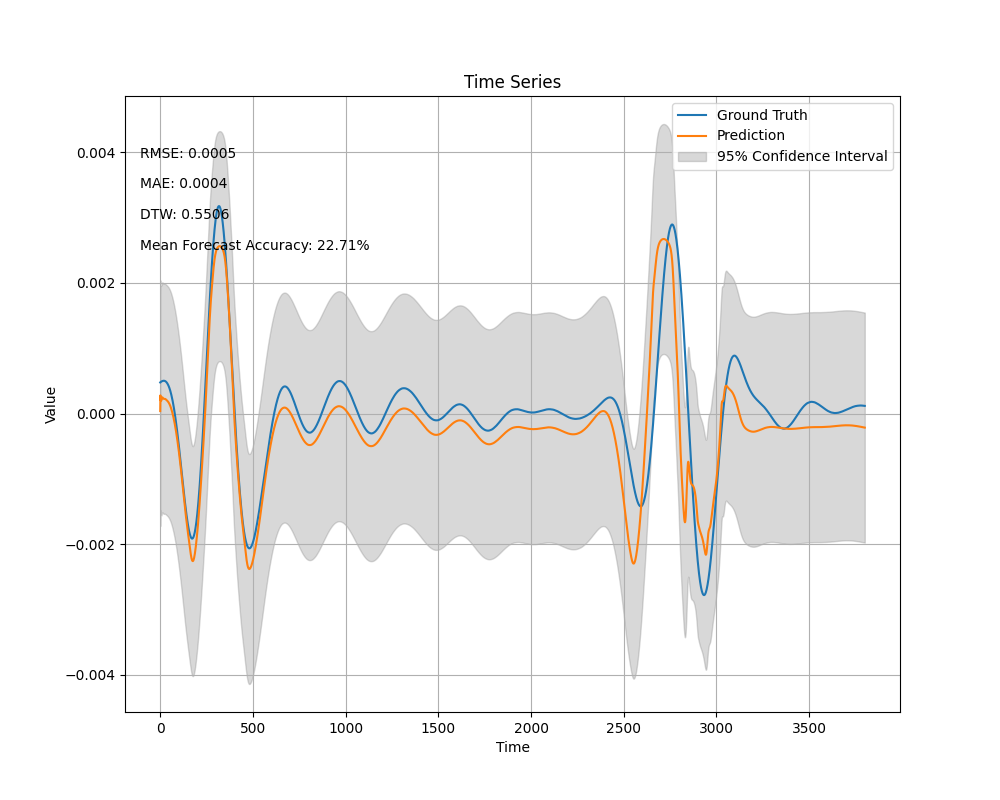 Time Series
Ground Truth
Prediction
95% Confidence Interval
RMSE: 0.0005
MAE: 0.0004
DTW: 0.5506
Mean Forecast Accuracy: 22.71%
0.004
0.002
0.000
−0.002
−0.004
Value
0 500 1000 1500 2000 2500 3000 3500
Time